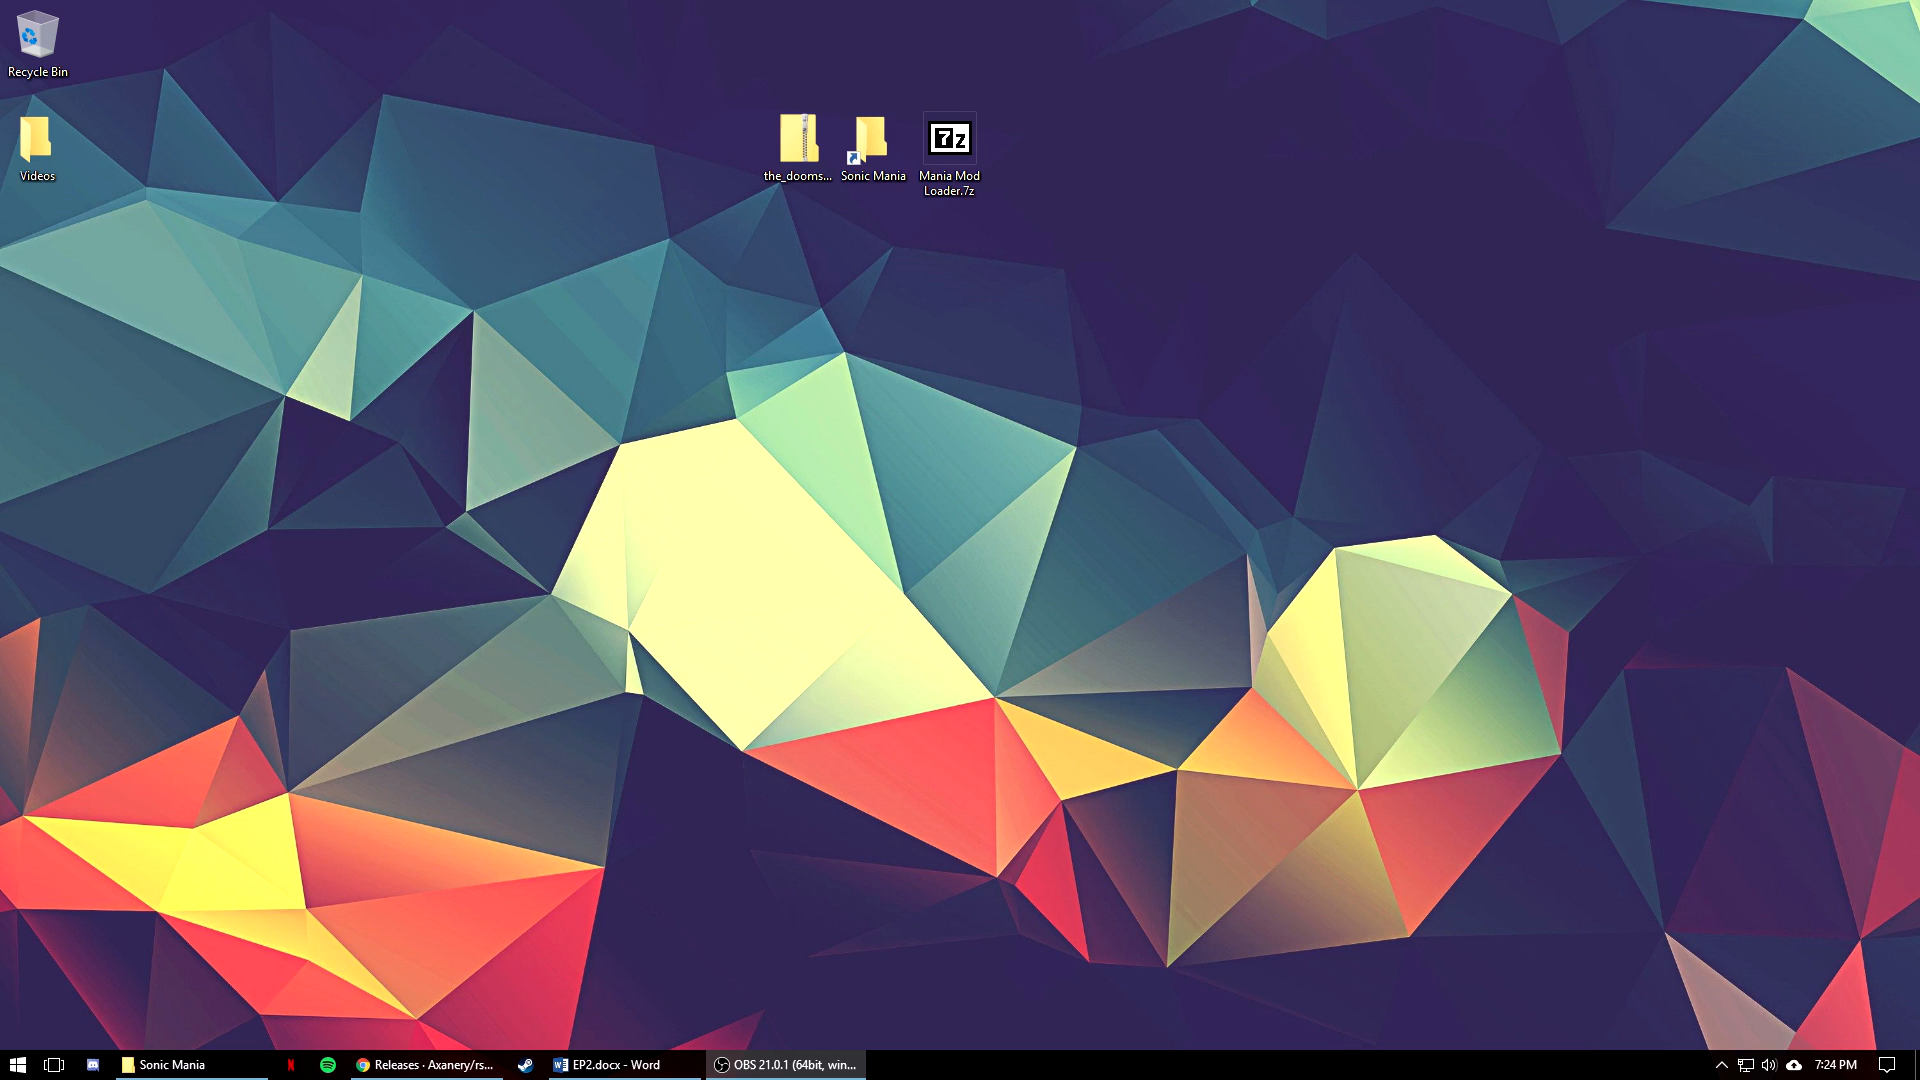 Recycle Bin
Videos
the_dooms...
Sonic Mania
7z
Mania Mod
Loader.7z
Sonic Mania
Releases · Axanery/rs...
EP2.docx - Word
OBS 21.0.1 (64bit, win...
7:24 PM